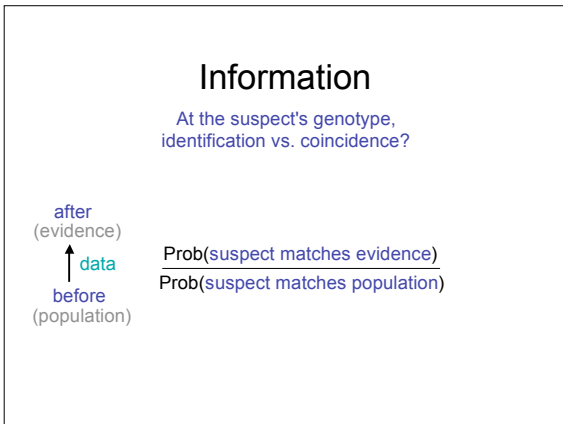 Information
At the suspect's genotype,
identification vs. coincidence?
after
(evidence)
data
before
(population)
Prob(suspect matches evidence)
Prob(suspect matches population)